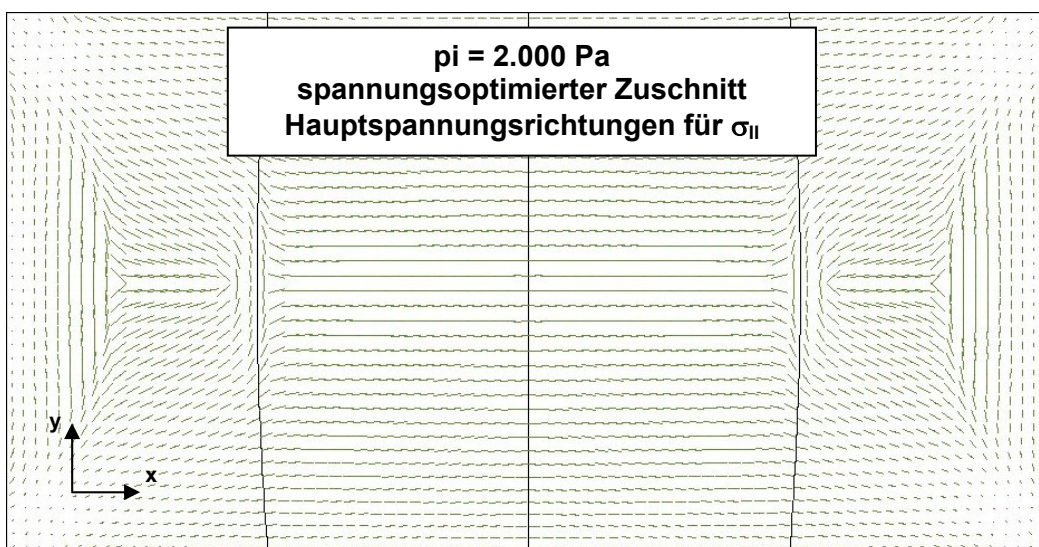 pi = 2.000 Pa
spannungsoptimierter Zuschnitt
Hauptspannungsrichtungen für σII
y
x